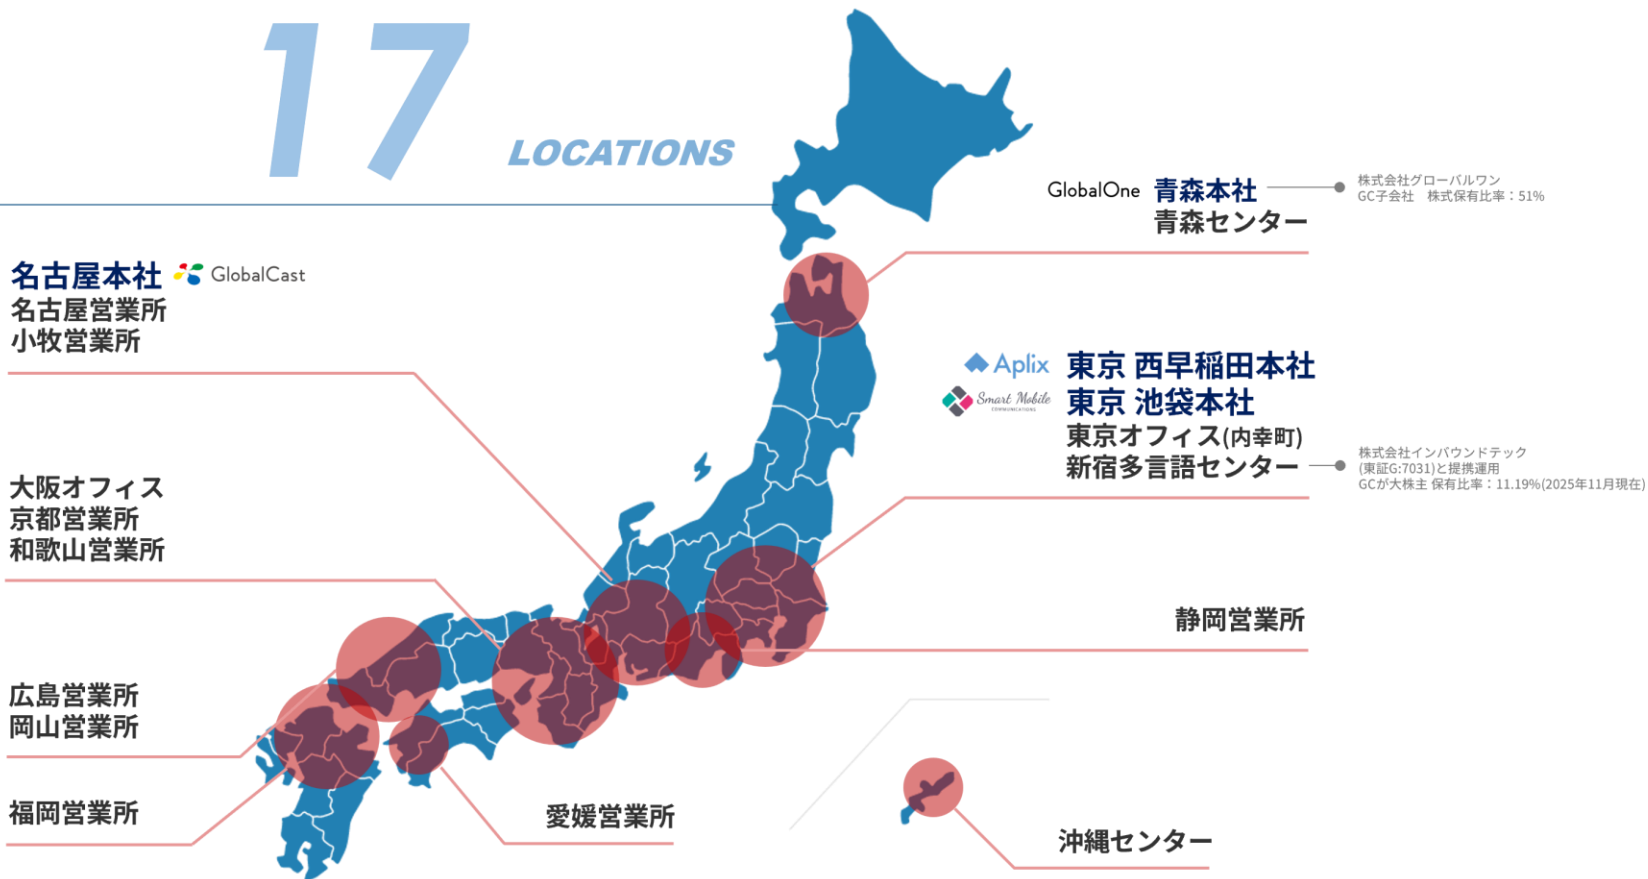 17 LOCATIONS
GlobalOne 青森本社
青森センター
株式会社グローバルワン
GC子会社　株式保有比率：51%
名古屋本社 GlobalCast
名古屋営業所
小牧営業所
Aplix 東京 西早稲田本社
Smart Mobile COMMUNICATIONS 東京 池袋本社
東京オフィス(内幸町)
新宿多言語センター
株式会社インバウンドテック
(東証G:7031)と提携運用
GCが大株主 保有比率：11.19%(2025年11月現在)
大阪オフィス
京都営業所
和歌山営業所
静岡営業所
広島営業所
岡山営業所
福岡営業所
愛媛営業所
沖縄センター